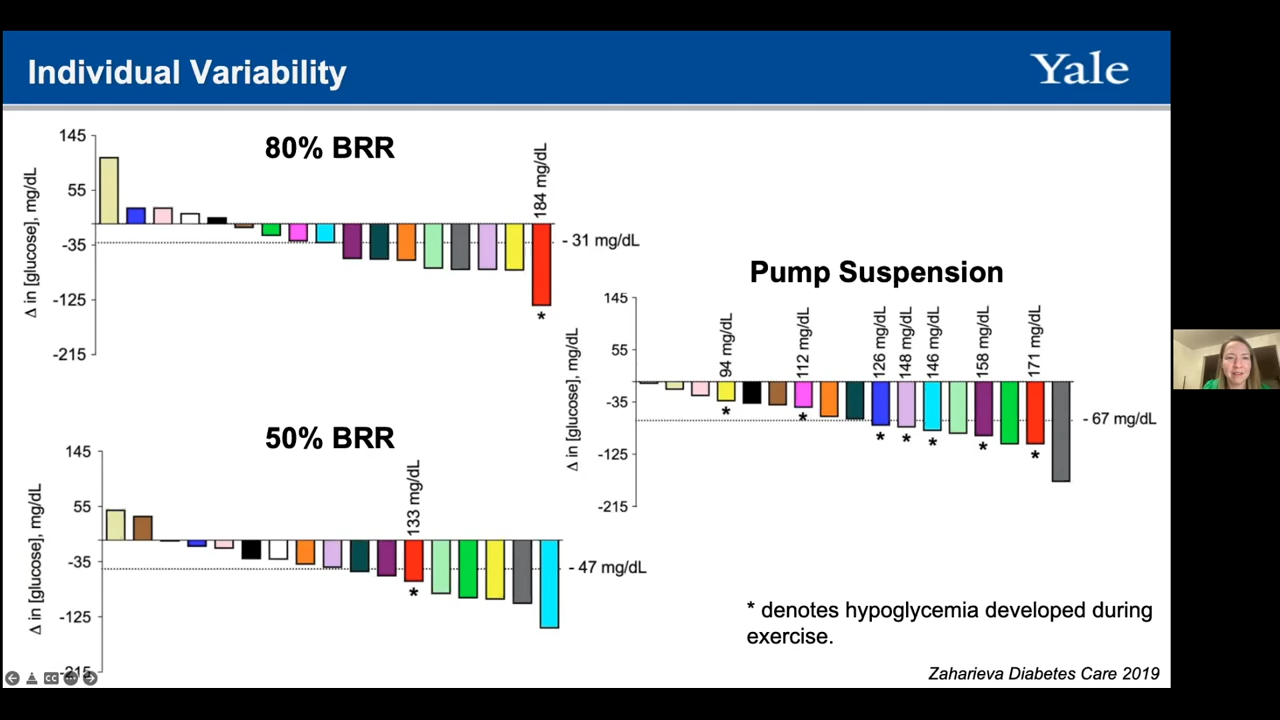 Individual Variability
Yale
80% BRR
145
55
-35
-125
-215
Δ in [glucose], mg/dL
184 mg/dL
*
- 31 mg/dL
50% BRR
145
55
-35
-125
-215
Δ in [glucose], mg/dL
133 mg/dL
*
- 47 mg/dL
Pump Suspension
145
55
-35
-125
-215
Δ in [glucose], mg/dL
94 mg/dL
112 mg/dL
126 mg/dL
148 mg/dL
146 mg/dL
158 mg/dL
171 mg/dL
* * * * * * *
- 67 mg/dL
* denotes hypoglycemia developed during
exercise.
Zaharieva Diabetes Care 2019
CC